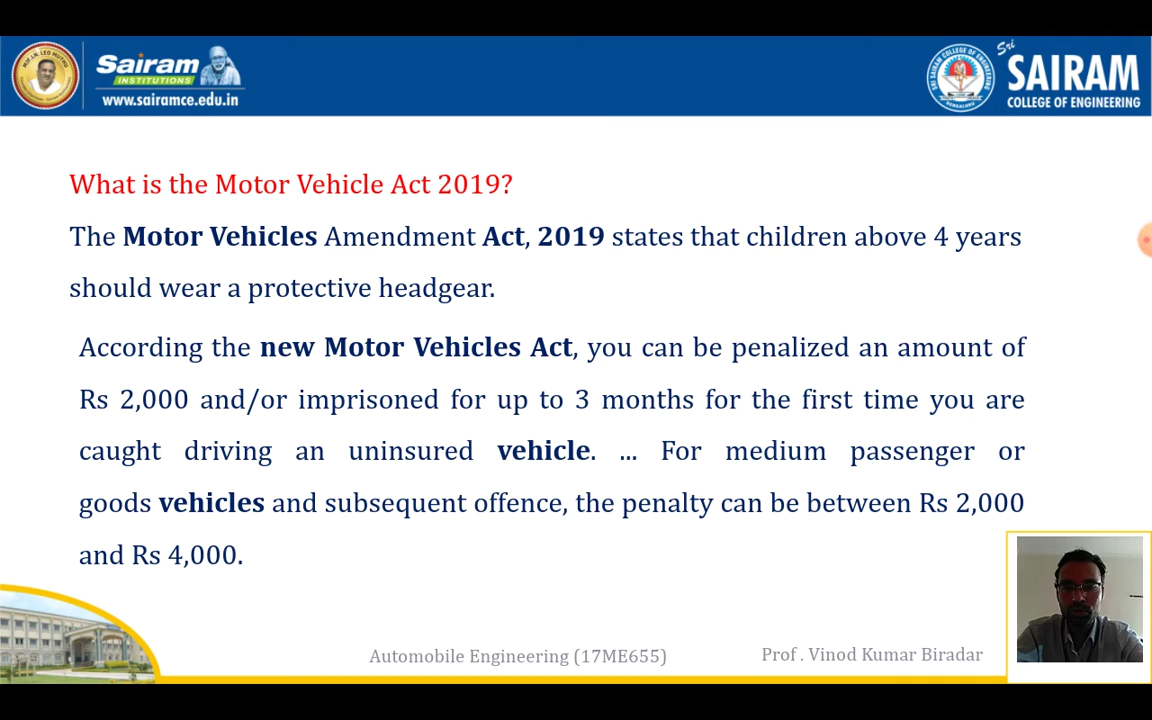 Sairam
INSTITUTIONS
www.sairamce.edu.in
Sri
SAIRAM
COLLEGE OF ENGINEERING
What is the Motor Vehicle Act 2019?
The Motor Vehicles Amendment Act, 2019 states that children above 4 years
should wear a protective headgear.
According the new Motor Vehicles Act, you can be penalized an amount of
Rs 2,000 and/or imprisoned for up to 3 months for the first time you are
caught driving an uninsured vehicle. ... For medium passenger or
goods vehicles and subsequent offence, the penalty can be between Rs 2,000
and Rs 4,000.
Automobile Engineering (17ME655)
Prof . Vinod Kumar Biradar